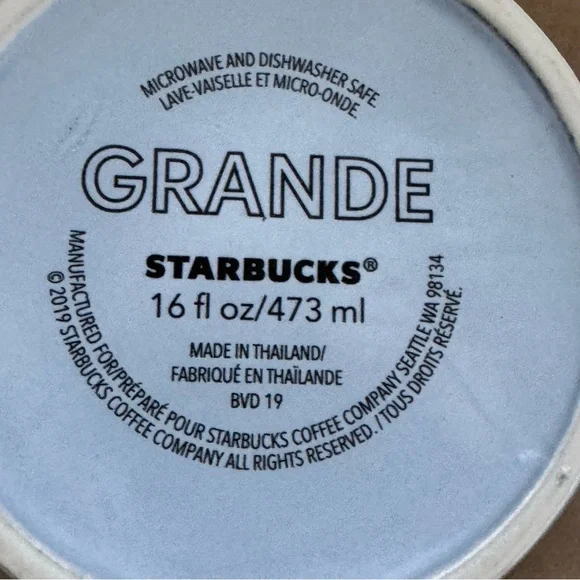 MICROWAVE AND DISHWASHER SAFE
LAVE-VAISELLE ET MICRO-ONDE
GRANDE
STARBUCKS®
16 fl oz/473 ml
MADE IN THAILAND/
FABRIQUÉ EN THAÏLANDE
BVD 19
MANUFACTURED FOR/PRÉPARÉ POUR STARBUCKS COFFEE COMPANY SEATTLE WA 98134
© 2019 STARBUCKS COFFEE COMPANY ALL RIGHTS RESERVED. / TOUS DROITS RÉSERVÉ.